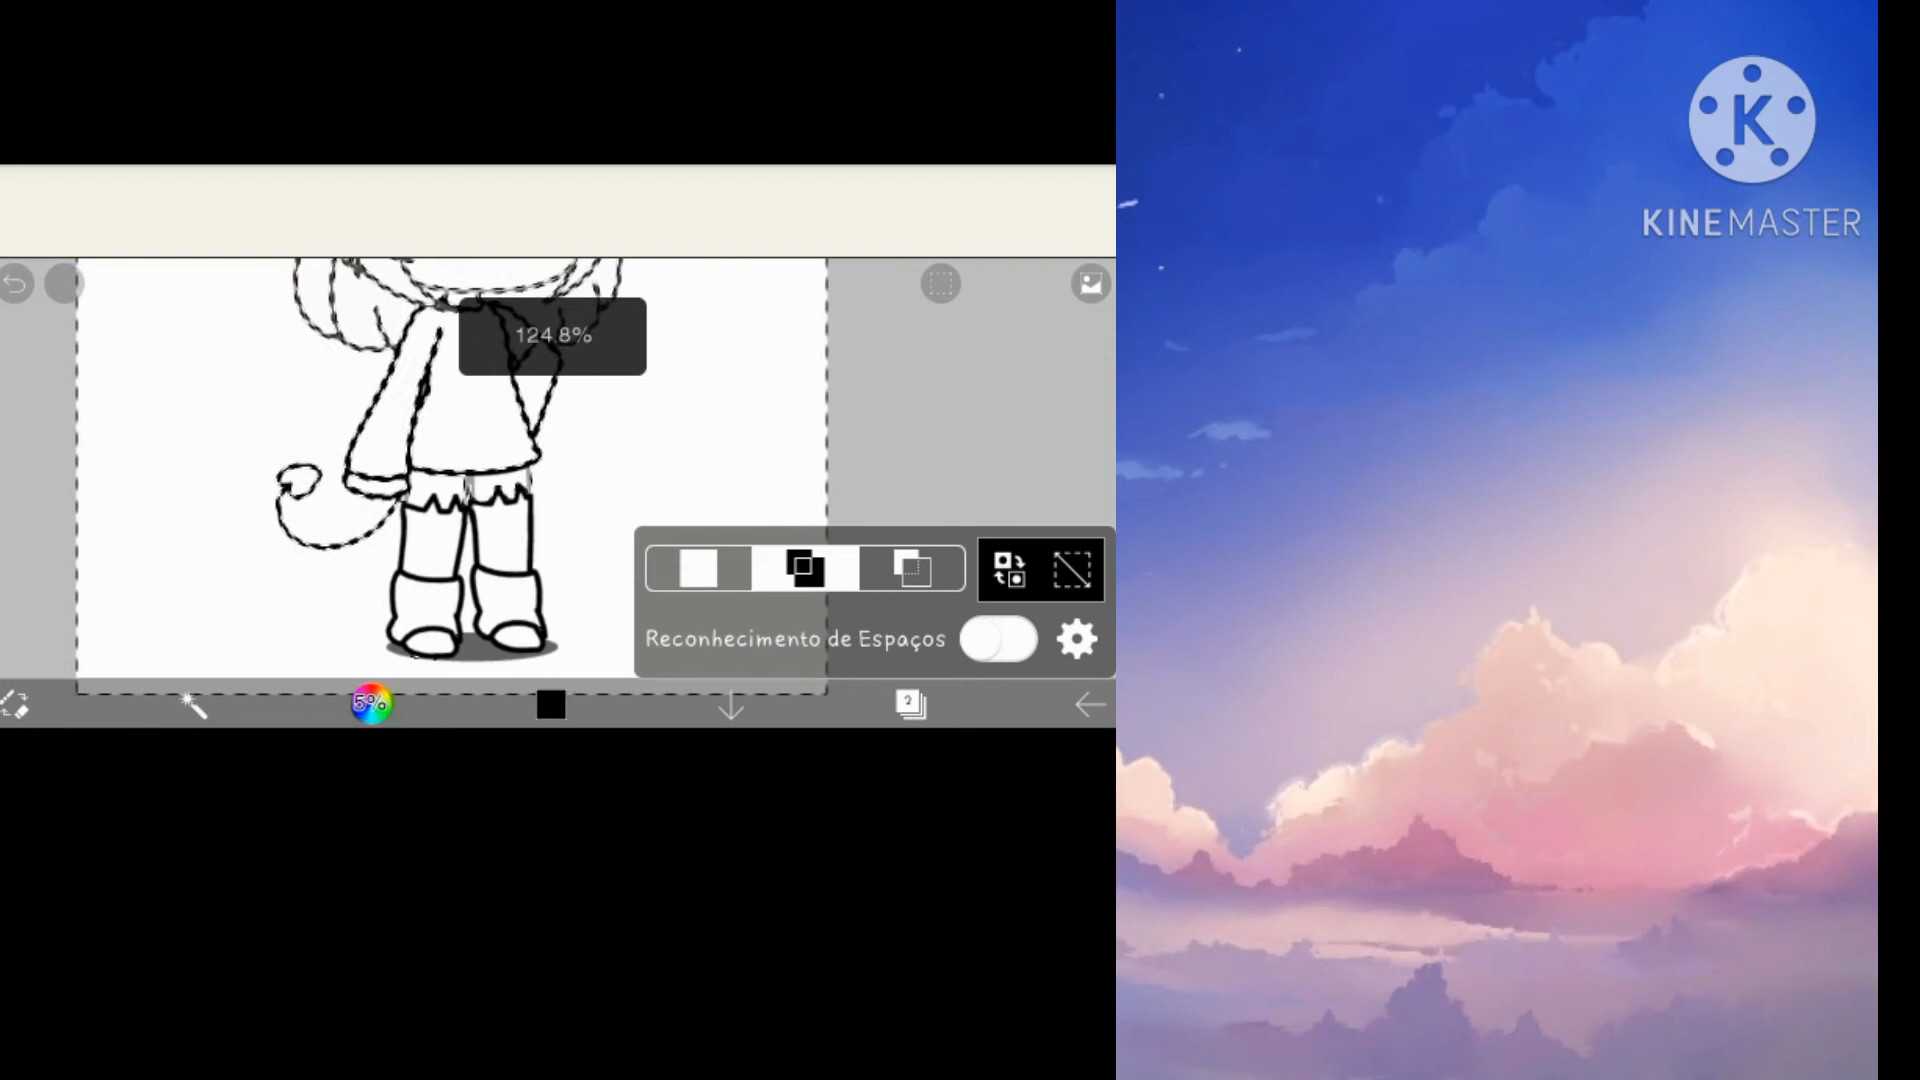 K
KINEMASTER
124.8%
Reconhecimento de Espaços
5%
2